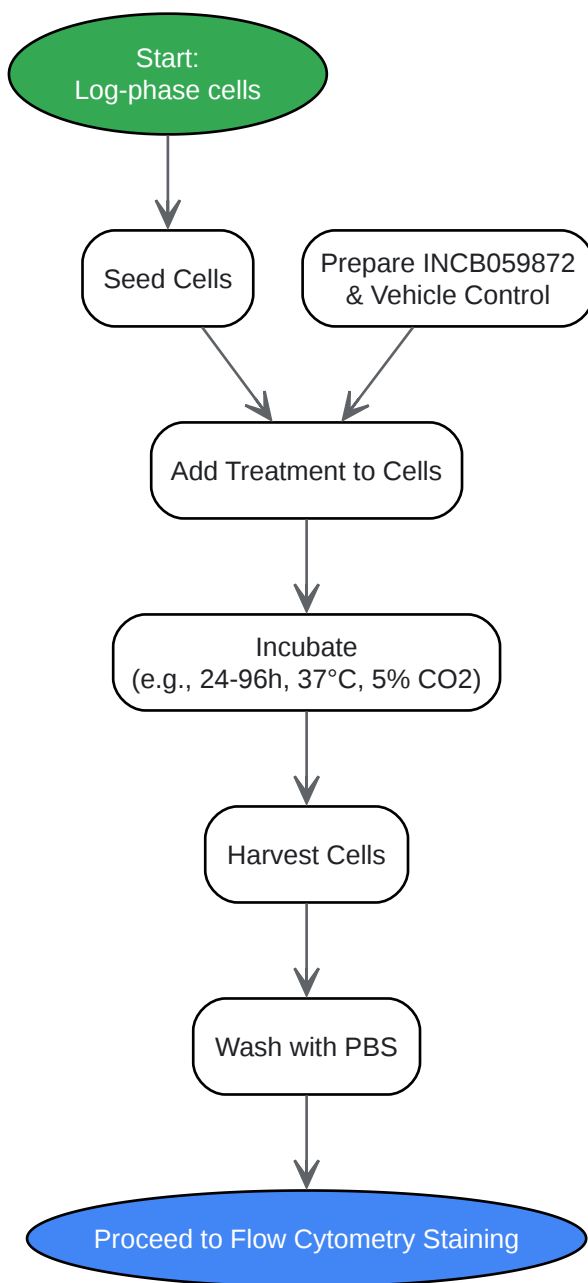 Start:
Log-phase cells
Seed Cells
Prepare INCB059872
& Vehicle Control
Add Treatment to Cells
Incubate
(e.g., 24-96h, 37°C, 5% CO2)
Harvest Cells
Wash with PBS
Proceed to Flow Cytometry Staining